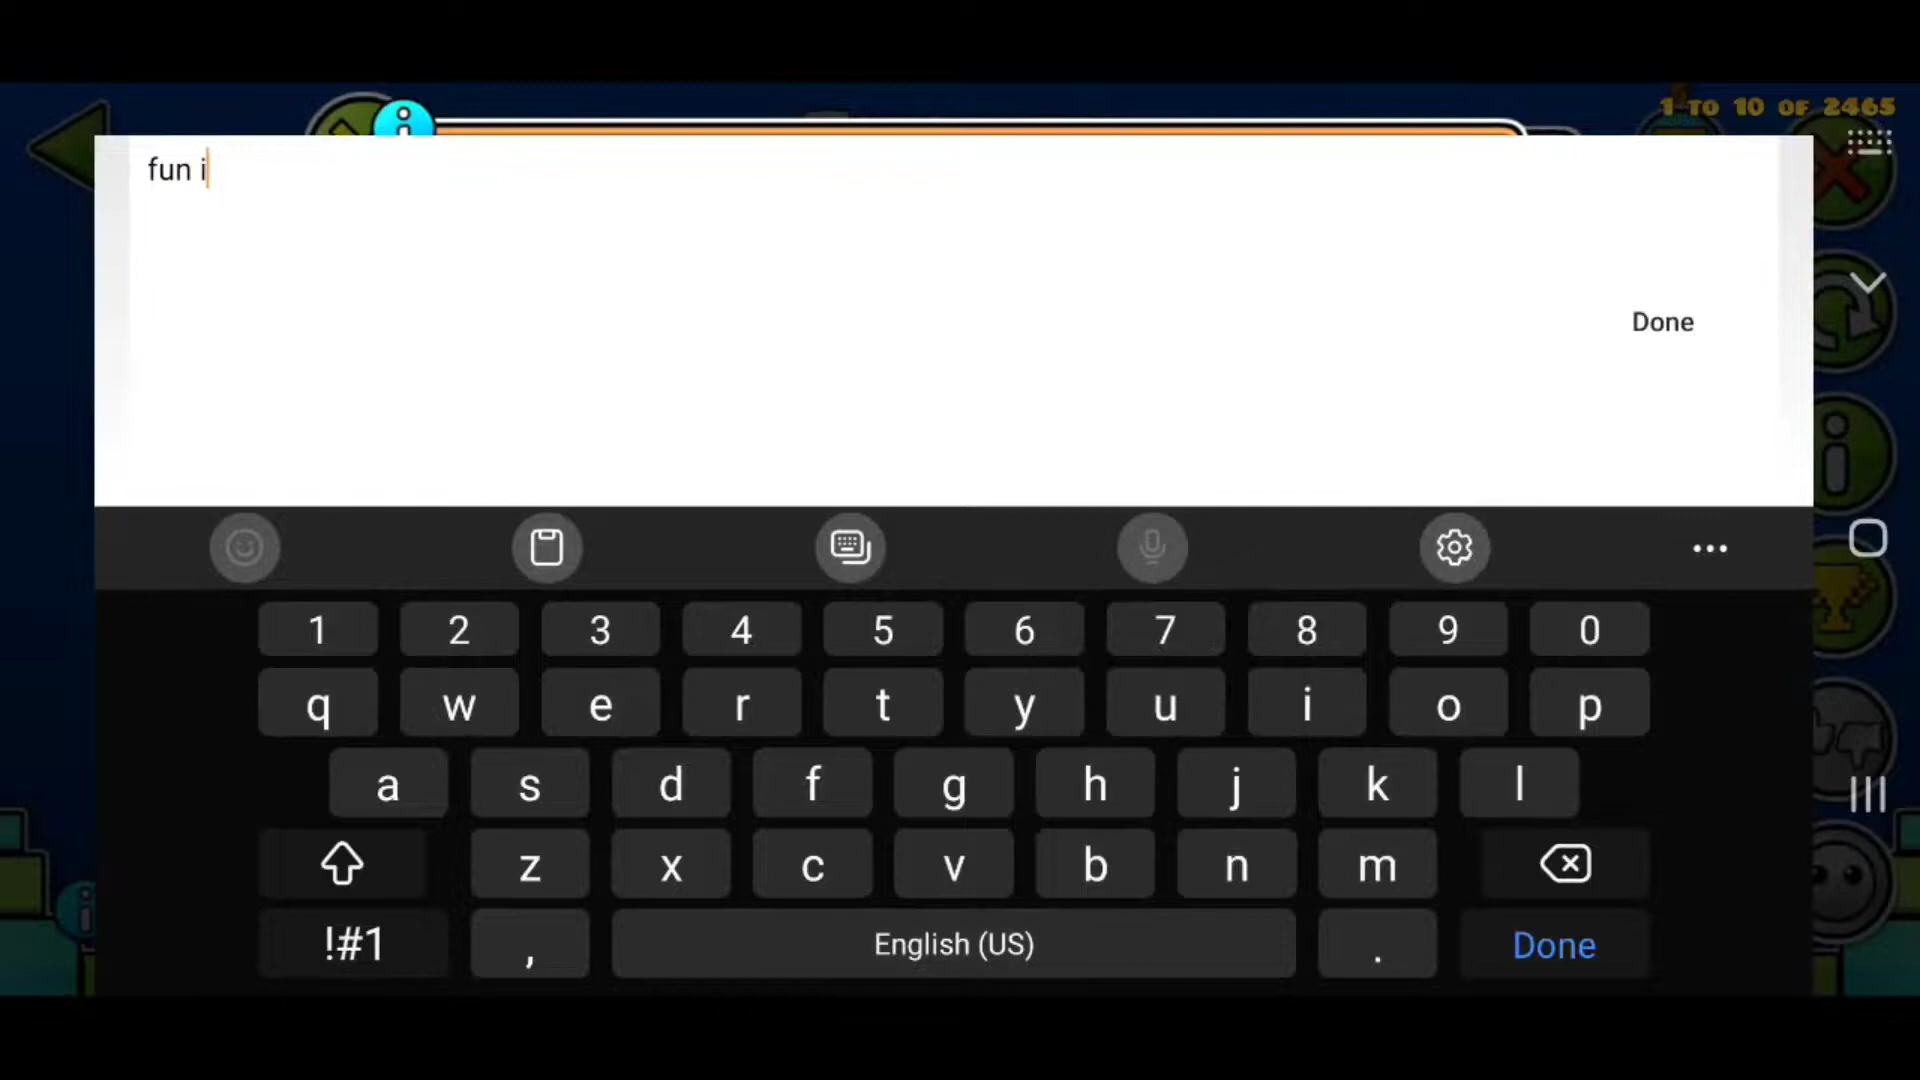 1 TO 10 OF 2465
fun i
Done
1 2 3 4 5 6 7 8 9 0
q w e r t y u i o p
a s d f g h j k l
z x c v b n m
!#1 , English (US) . Done